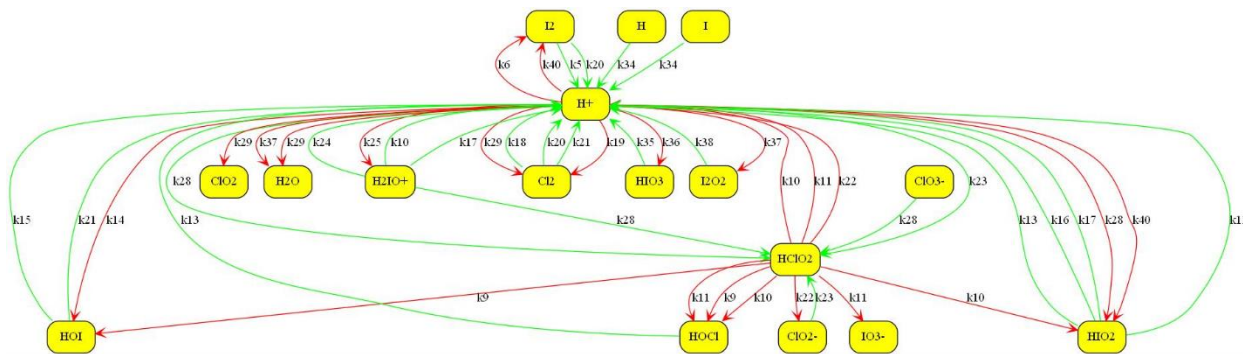 I2 H I
k6 k40 k5 k20 k34 k34
H+
k29 k37 k29 k24 k25 k10 k17 k29 k18 k20 k21 k19 k35 k36 k38 k37
ClO2 H2O H2IO+ Cl2 HIO3 I2O2 ClO3-
k28 k10 k11 k22 k23
k15 k21 k14 k13 k28 k28 k13 k16 k17 k28 k40
HClO2
k9 k11 k9 k10 k22 k23 k11 k10
HOI HOCl ClO2- IO3- HIO2